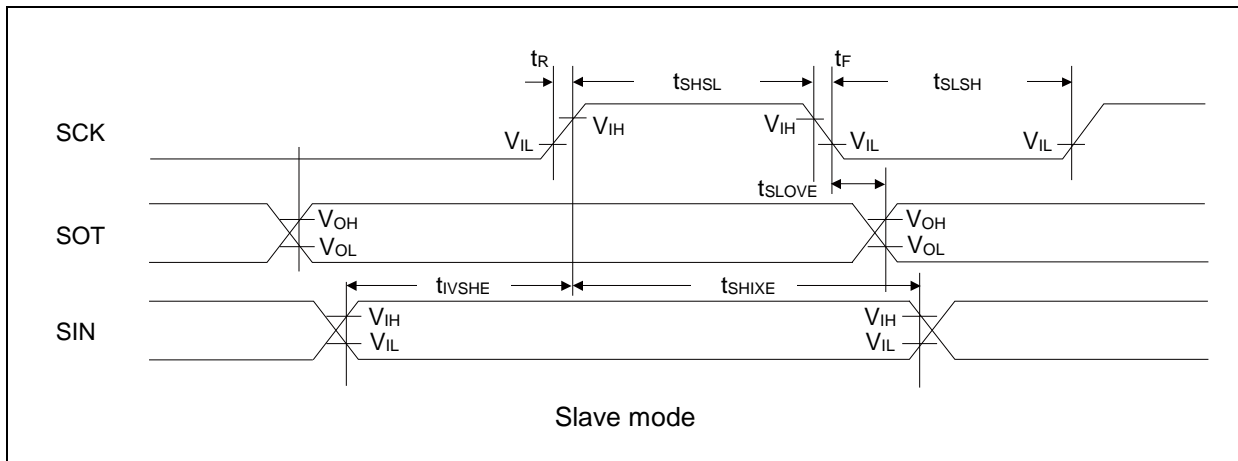 tR tSHSL tF tSLSH
SCK VIL VIH VIH VIL VIL
tSLOVE
SOT VOH VOL VOH VOL
tIVSHE tSHIXE
SIN VIH VIL VIH VIL
Slave mode